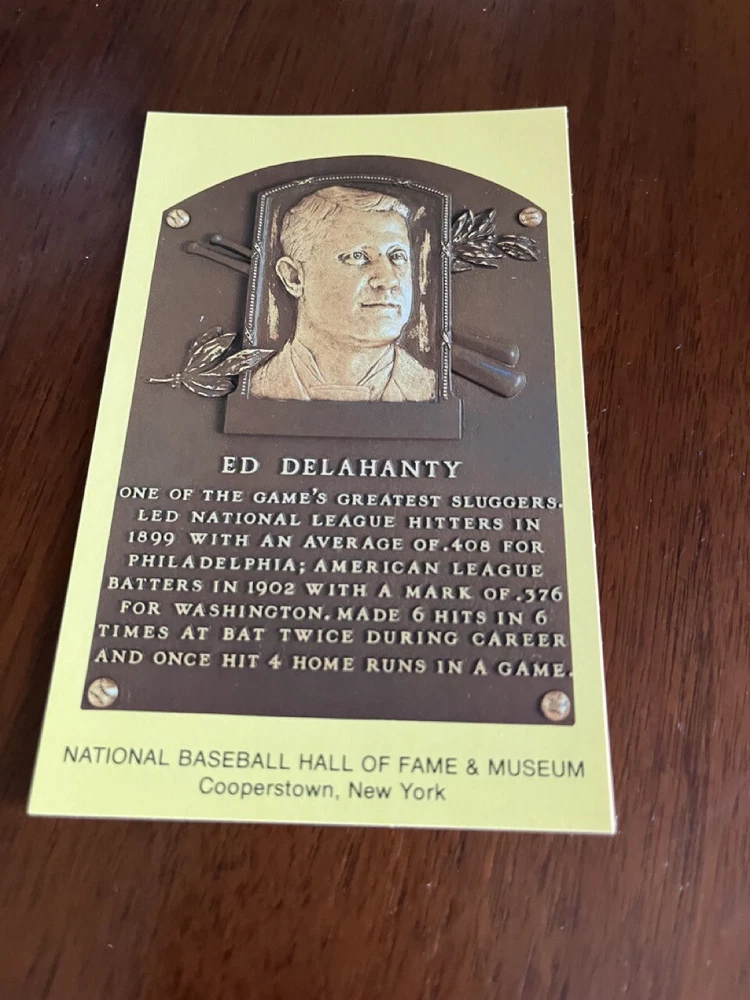 ED DELAHANTY
ONE OF THE GAME'S GREATEST SLUGGERS.
LED NATIONAL LEAGUE HITTERS IN
1899 WITH AN AVERAGE OF .408 FOR
PHILADELPHIA; AMERICAN LEAGUE
BATTERS IN 1902 WITH A MARK OF .376
FOR WASHINGTON. MADE 6 HITS IN 6
TIMES AT BAT TWICE DURING CAREER
AND ONCE HIT 4 HOME RUNS IN A GAME.
NATIONAL BASEBALL HALL OF FAME & MUSEUM
Cooperstown, New York